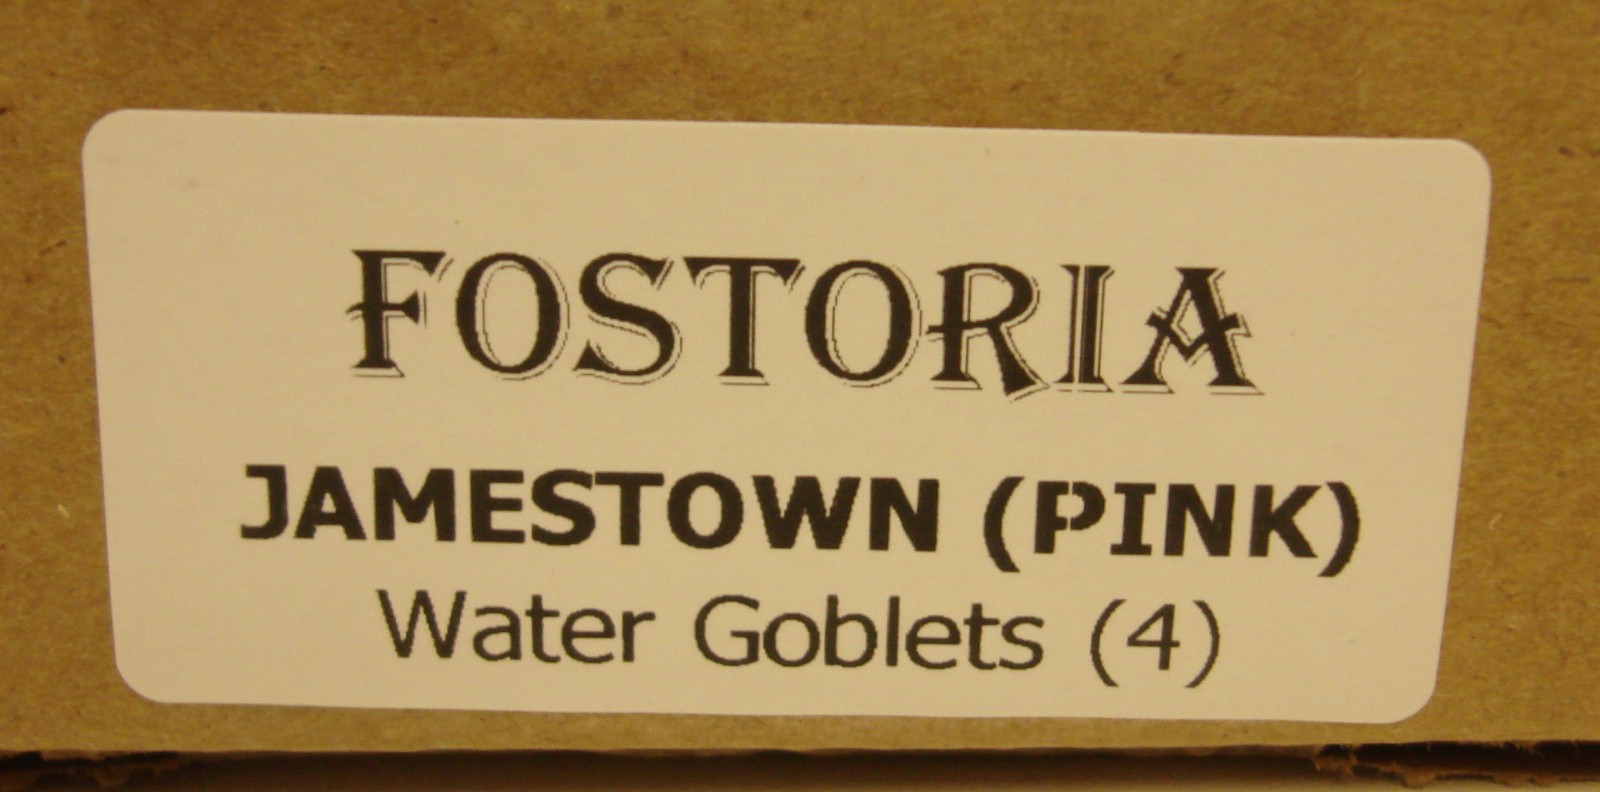 FOSTORIA
JAMESTOWN (PINK)
Water Goblets (4)